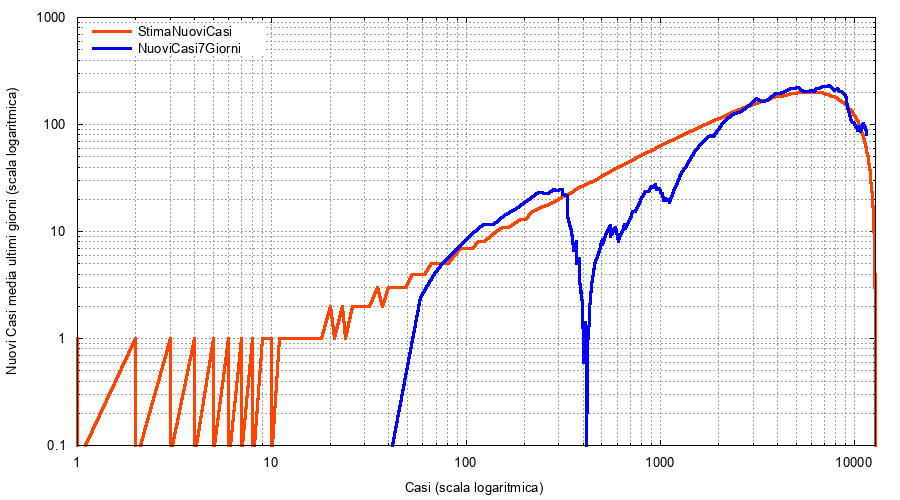 1000
100
10
1
0.1
StimaNuoviCasi
NuoviCasi7Giorni
Nuovi Casi media ultimi giorni (scala logaritmica)
1 10 100 1000 10000
Casi (scala logaritmica)